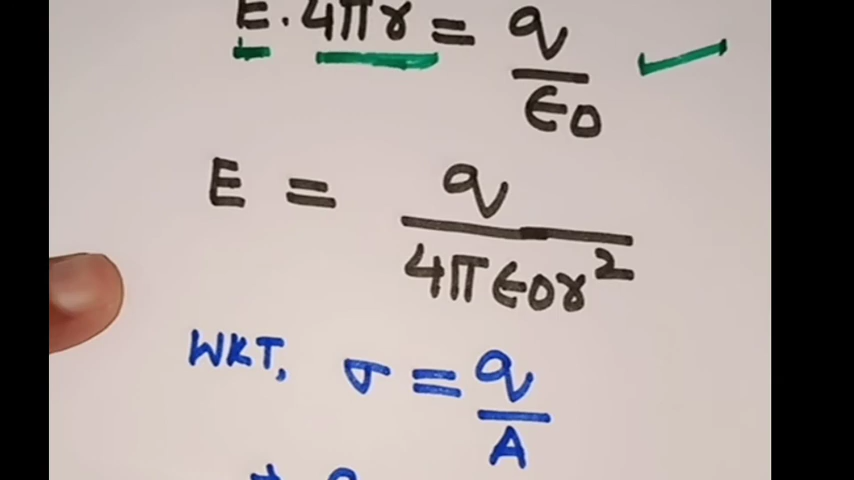 E · 4πr = q/ϵ0
E = q/4πϵ0r²
WKT, σ = q/A